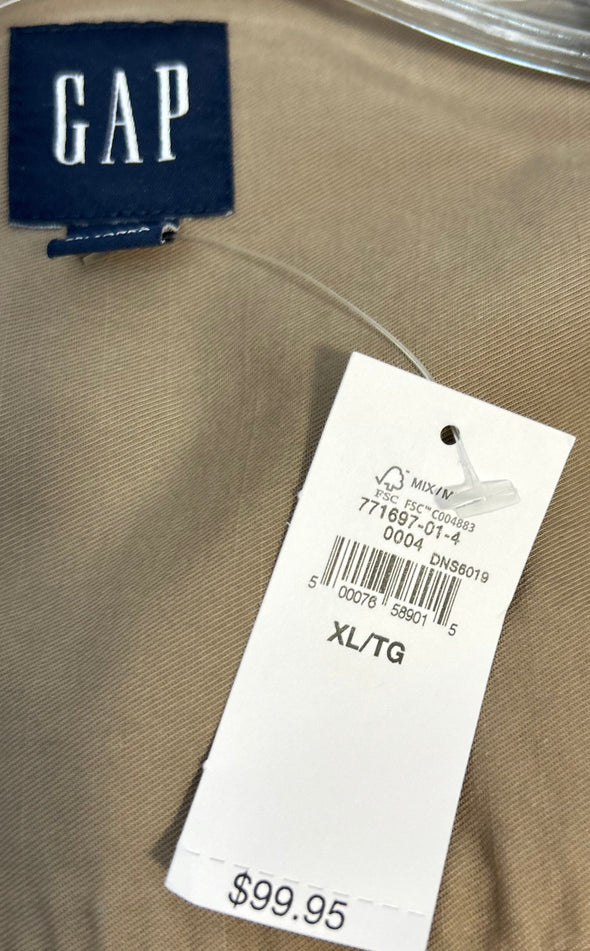 GAP
MIX/M
FSC FSC™ C004883
771697-01-4
0004 DNS6019
5 00076 58901 5
XL/TG
$99.95